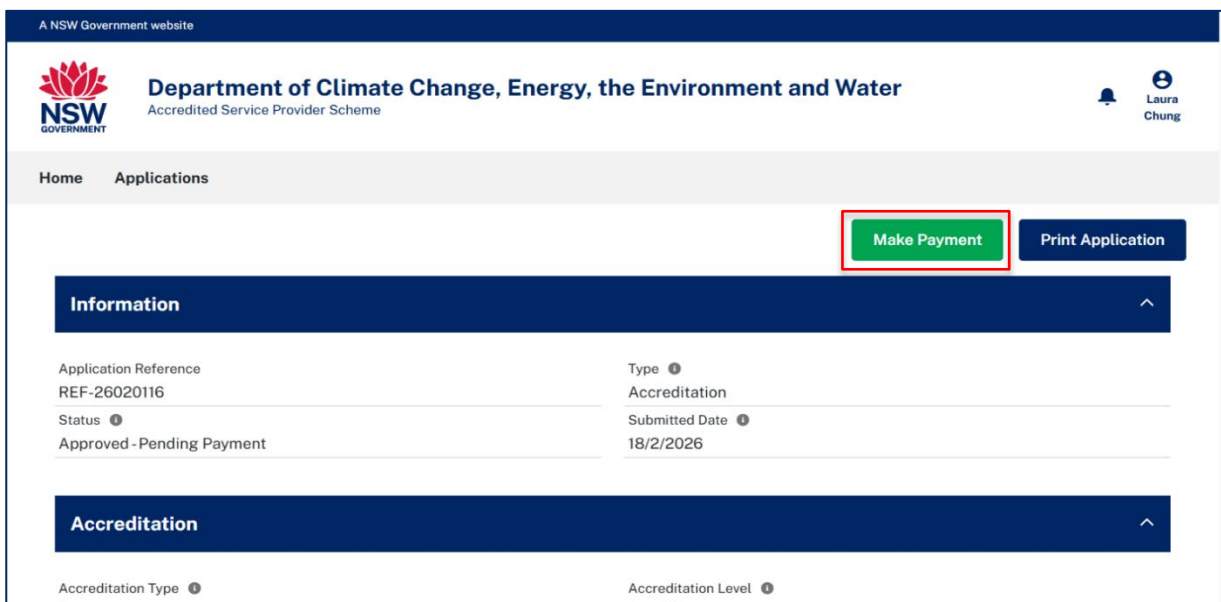 A NSW Government website
NSW
GOVERNMENT
Department of Climate Change, Energy, the Environment and Water
Accredited Service Provider Scheme
Laura
Chung
Home Applications
Make Payment Print Application
Information
Application Reference Type
REF-26020116 Accreditation
Status Submitted Date
Approved - Pending Payment 18/2/2026
Accreditation
Accreditation Type Accreditation Level